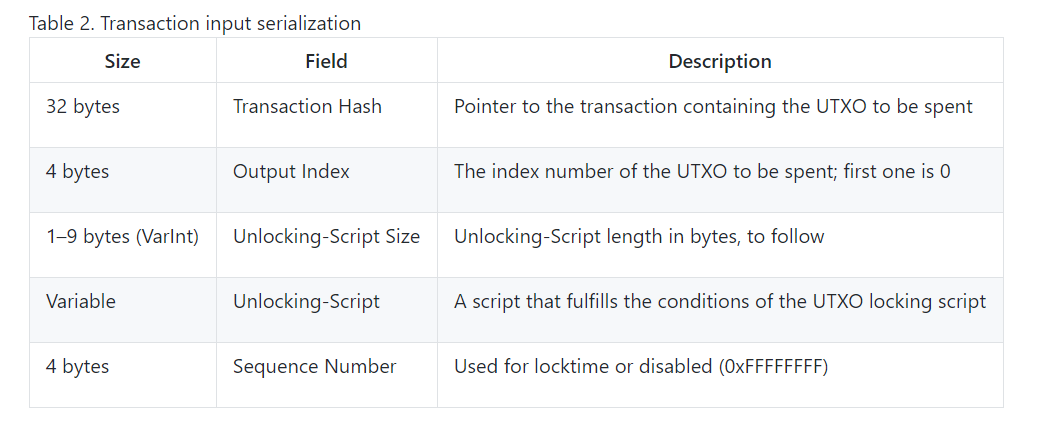 Table 2. Transaction input serialization
Size Field Description
32 bytes Transaction Hash Pointer to the transaction containing the UTXO to be spent
4 bytes Output Index The index number of the UTXO to be spent; first one is 0
1–9 bytes (VarInt) Unlocking-Script Size Unlocking-Script length in bytes, to follow
Variable Unlocking-Script A script that fulfills the conditions of the UTXO locking script
4 bytes Sequence Number Used for locktime or disabled (0xFFFFFFFF)